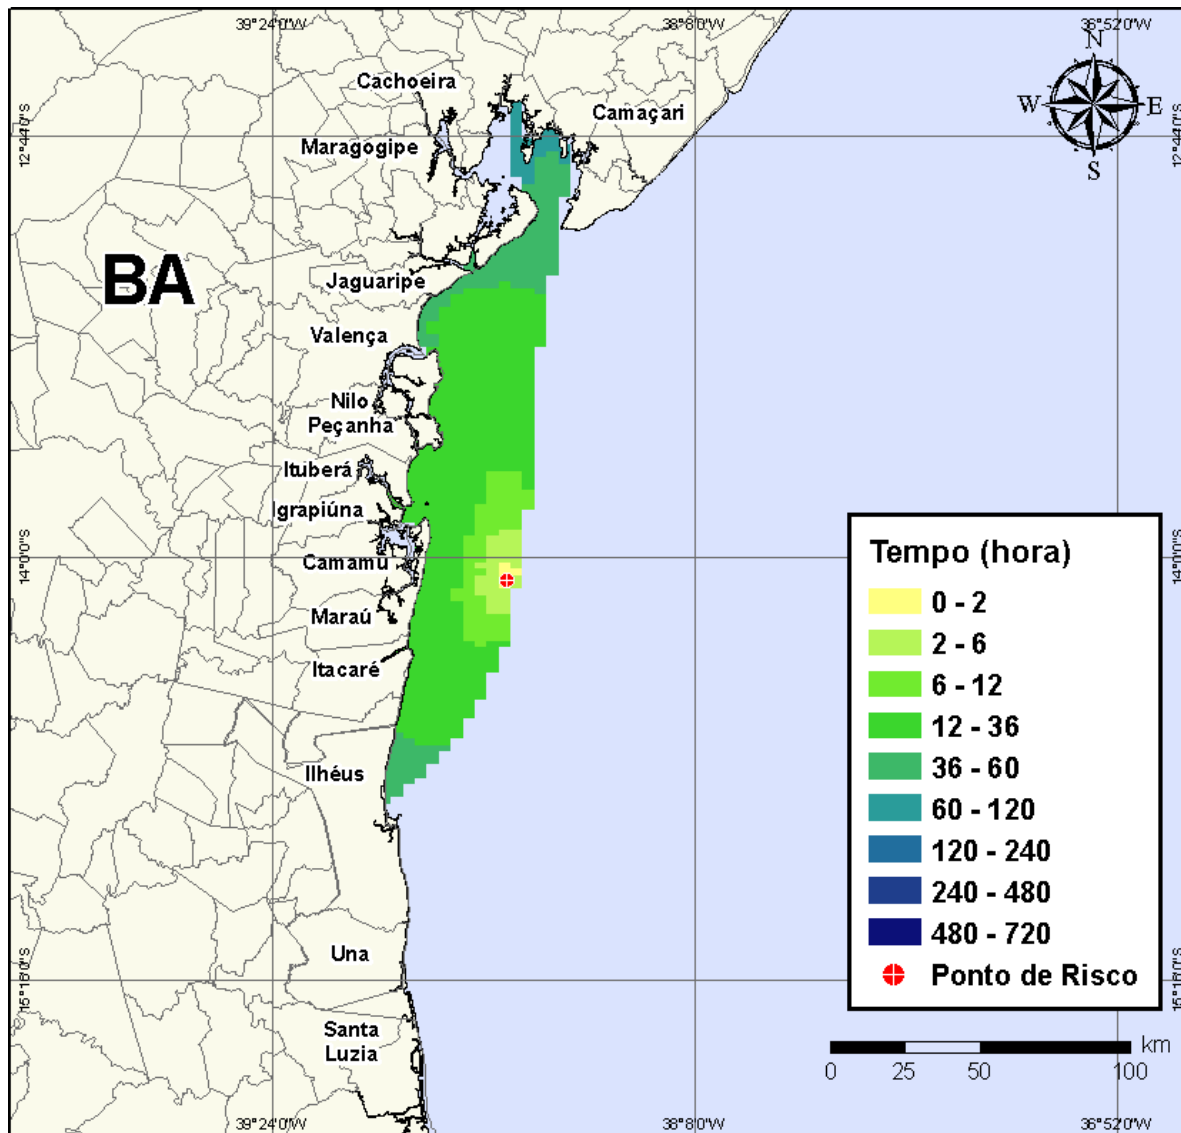 39°24'0"W
38°8'0"W
36°52'0"W
N
W
E
S
12°44'0"S
12°44'0"S
Cachoeira
Camaçari
Maragogipe
BA
Jaguaripe
Valença
Nilo
Peçanha
Ituberá
Igrapiúna
14°0'0"S
14°0'0"S
Camamu
Maraú
Itacaré
Ilhéus
Una
15°16'0"S
15°16'0"S
Santa
Luzia
Tempo (hora)
0 - 2
2 - 6
6 - 12
12 - 36
36 - 60
60 - 120
120 - 240
240 - 480
480 - 720
Ponto de Risco
km
0 25 50 100
39°24'0"W
38°8'0"W
36°52'0"W